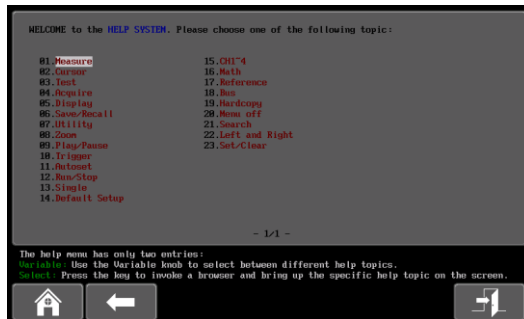 WELCOME to the HELP SYSTEM. Please choose one of the following topic:
01.Measure
02.Cursor
03.Test
04.Acquire
05.Display
06.Save/Recall
07.Utility
08.Zoom
09.Play/Pause
10.Trigger
11.Autoset
12.Run/Stop
13.Single
14.Default Setup
15.CH1~4
16.Math
17.Reference
18.Bus
19.Hardcopy
20.Menu off
21.Search
22.Left and Right
23.Set/Clear
- 1/1 -
The help menu has only two entries:
Variable: Use the Variable knob to select between different help topics.
Select: Press the key to invoke a browser and bring up the specific help topic on the screen.